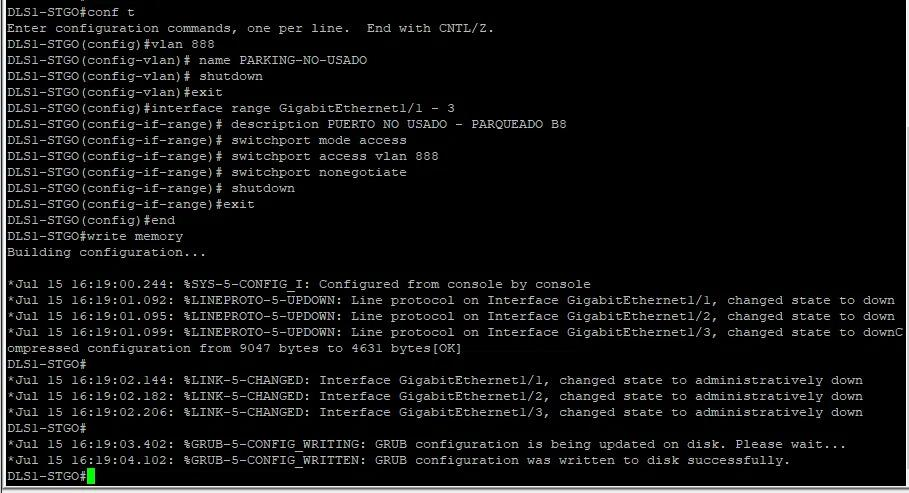 DLS1-STGO#conf t
Enter configuration commands, one per line.  End with CNTL/Z.
DLS1-STGO(config)#vlan 888
DLS1-STGO(config-vlan)# name PARKING-NO-USADO
DLS1-STGO(config-vlan)# shutdown
DLS1-STGO(config-vlan)#exit
DLS1-STGO(config)#interface range GigabitEthernet1/1 - 3
DLS1-STGO(config-if-range)# description PUERTO NO USADO - PARQUEADO B8
DLS1-STGO(config-if-range)# switchport mode access
DLS1-STGO(config-if-range)# switchport access vlan 888
DLS1-STGO(config-if-range)# switchport nonegotiate
DLS1-STGO(config-if-range)# shutdown
DLS1-STGO(config-if-range)#exit
DLS1-STGO(config)#end
DLS1-STGO#write memory
Building configuration...
*Jul 15 16:19:00.244: %SYS-5-CONFIG_I: Configured from console by console
*Jul 15 16:19:01.092: %LINEPROTO-5-UPDOWN: Line protocol on Interface GigabitEthernet1/1, changed state to down
*Jul 15 16:19:01.095: %LINEPROTO-5-UPDOWN: Line protocol on Interface GigabitEthernet1/2, changed state to down
*Jul 15 16:19:01.099: %LINEPROTO-5-UPDOWN: Line protocol on Interface GigabitEthernet1/3, changed state to downC
ompressed configuration from 9047 bytes to 4631 bytes[OK]
DLS1-STGO#
*Jul 15 16:19:02.144: %LINK-5-CHANGED: Interface GigabitEthernet1/1, changed state to administratively down
*Jul 15 16:19:02.182: %LINK-5-CHANGED: Interface GigabitEthernet1/2, changed state to administratively down
*Jul 15 16:19:02.206: %LINK-5-CHANGED: Interface GigabitEthernet1/3, changed state to administratively down
DLS1-STGO#
*Jul 15 16:19:03.402: %GRUB-5-CONFIG_WRITING: GRUB configuration is being updated on disk. Please wait...
*Jul 15 16:19:04.102: %GRUB-5-CONFIG_WRITTEN: GRUB configuration was written to disk successfully.
DLS1-STGO#